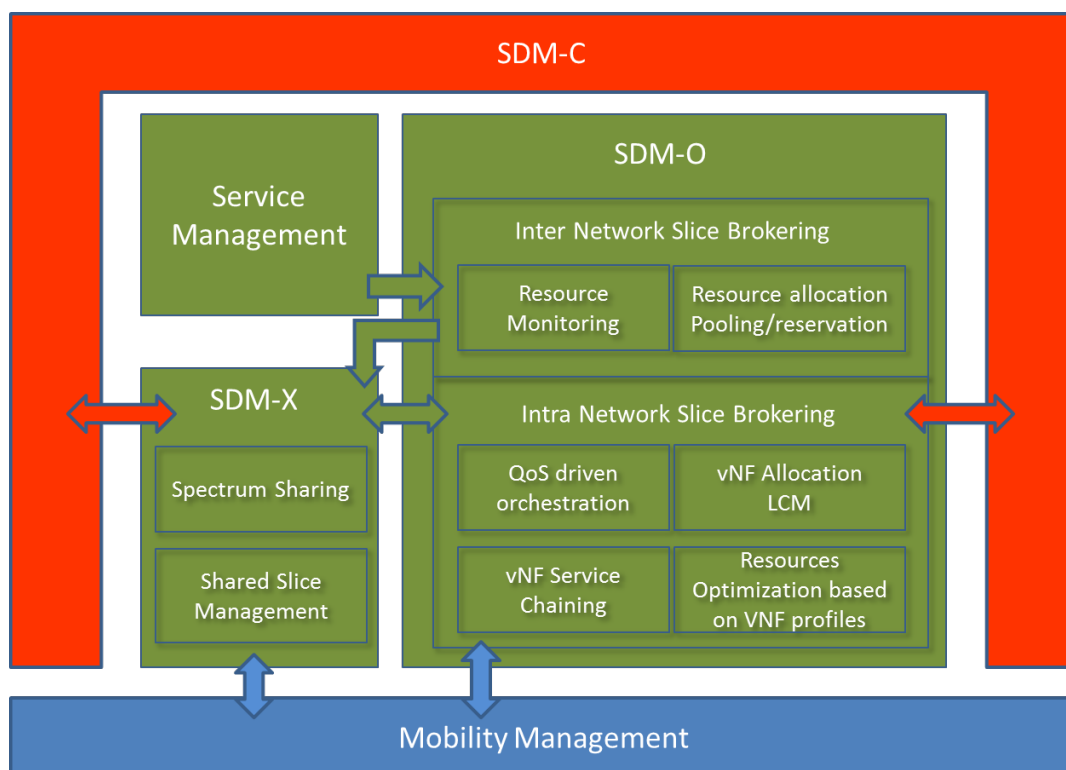 SDM-C
Service
Management
SDM-O
Inter Network Slice Brokering
Resource
Monitoring
Resource allocation
Pooling/reservation
SDM-X
Spectrum Sharing
Shared Slice
Management
Intra Network Slice Brokering
QoS driven
orchestration
vNF Allocation
LCM
vNF Service
Chaining
Resources
Optimization based
on VNF profiles
Mobility Management